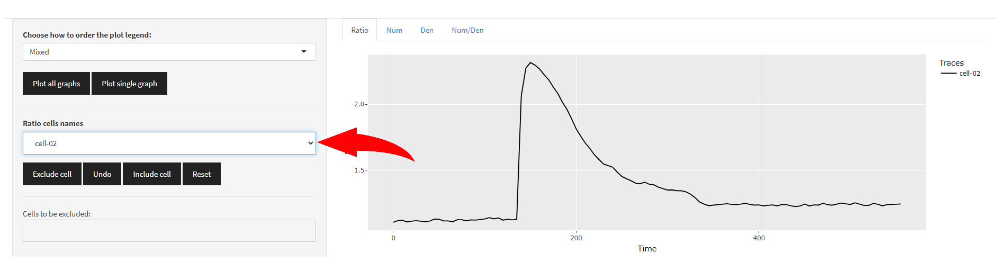 Choose how to order the plot legend:
Mixed
Plot all graphs Plot single graph
Ratio cells names
cell-02
Exclude cell Undo Include cell Reset
Cells to be excluded:
Ratio Num Den Num/Den
2.0
1.5
0 200 400
Time
Traces
cell-02